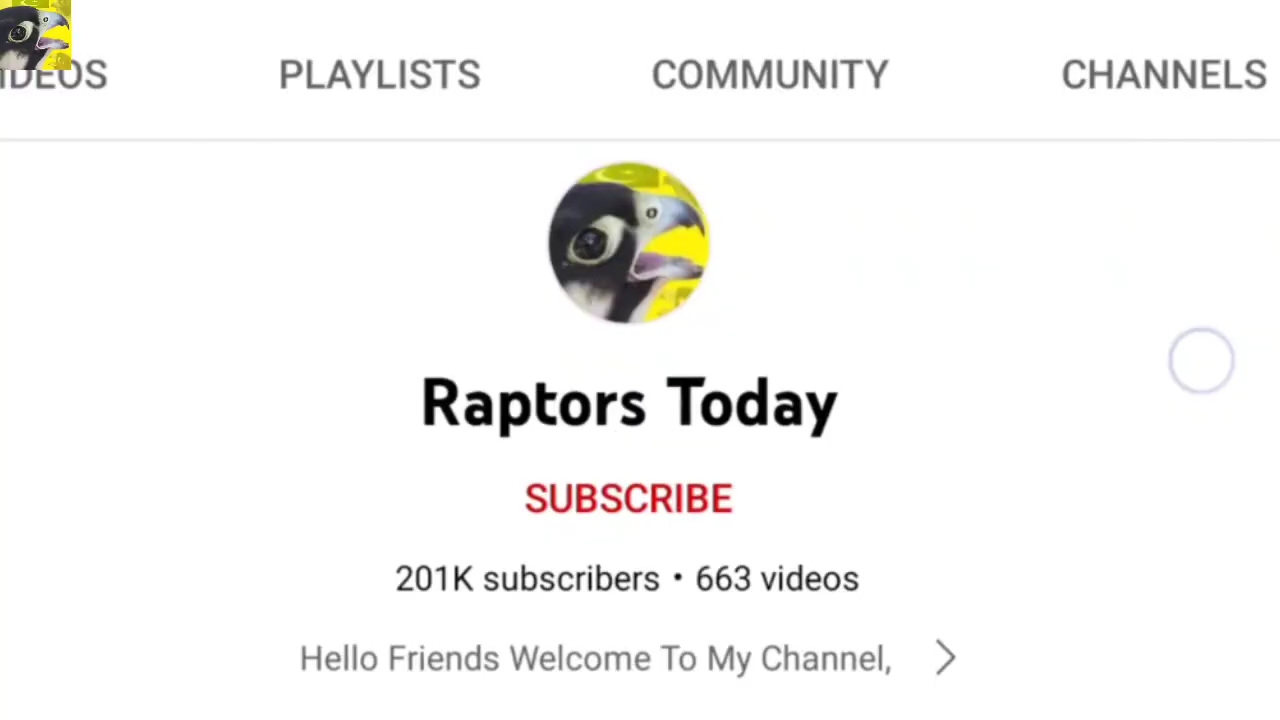 IDEOS PLAYLISTS COMMUNITY CHANNELS
Raptors Today
SUBSCRIBE
201K subscribers • 663 videos
Hello Friends Welcome To My Channel,